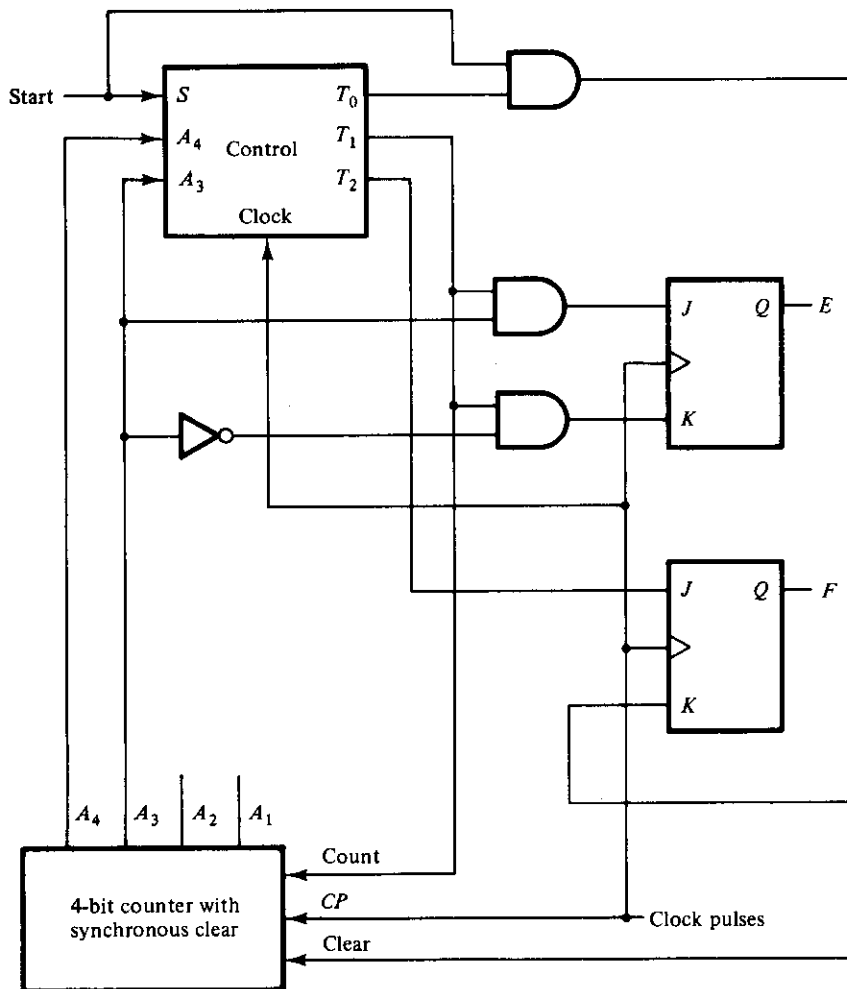 Start
S
T0
A4
Control
T1
A3
T2
Clock
J
Q
E
K
J
Q
F
K
A4
A3
A2
A1
Count
4-bit counter with
synchronous clear
CP
Clock pulses
Clear